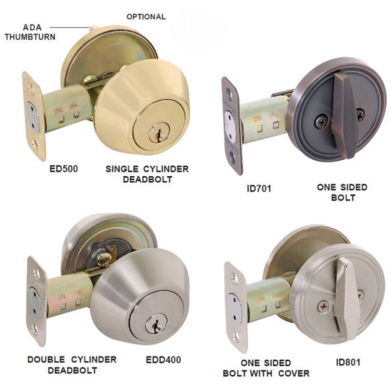 OPTIONAL
ADA
THUMBTURN
ED500
SINGLE CYLINDER
DEADBOLT
ID701
ONE SIDED
BOLT
DOUBLE CYLINDER
DEADBOLT
EDD400
ONE SIDED
BOLT WITH COVER
ID801